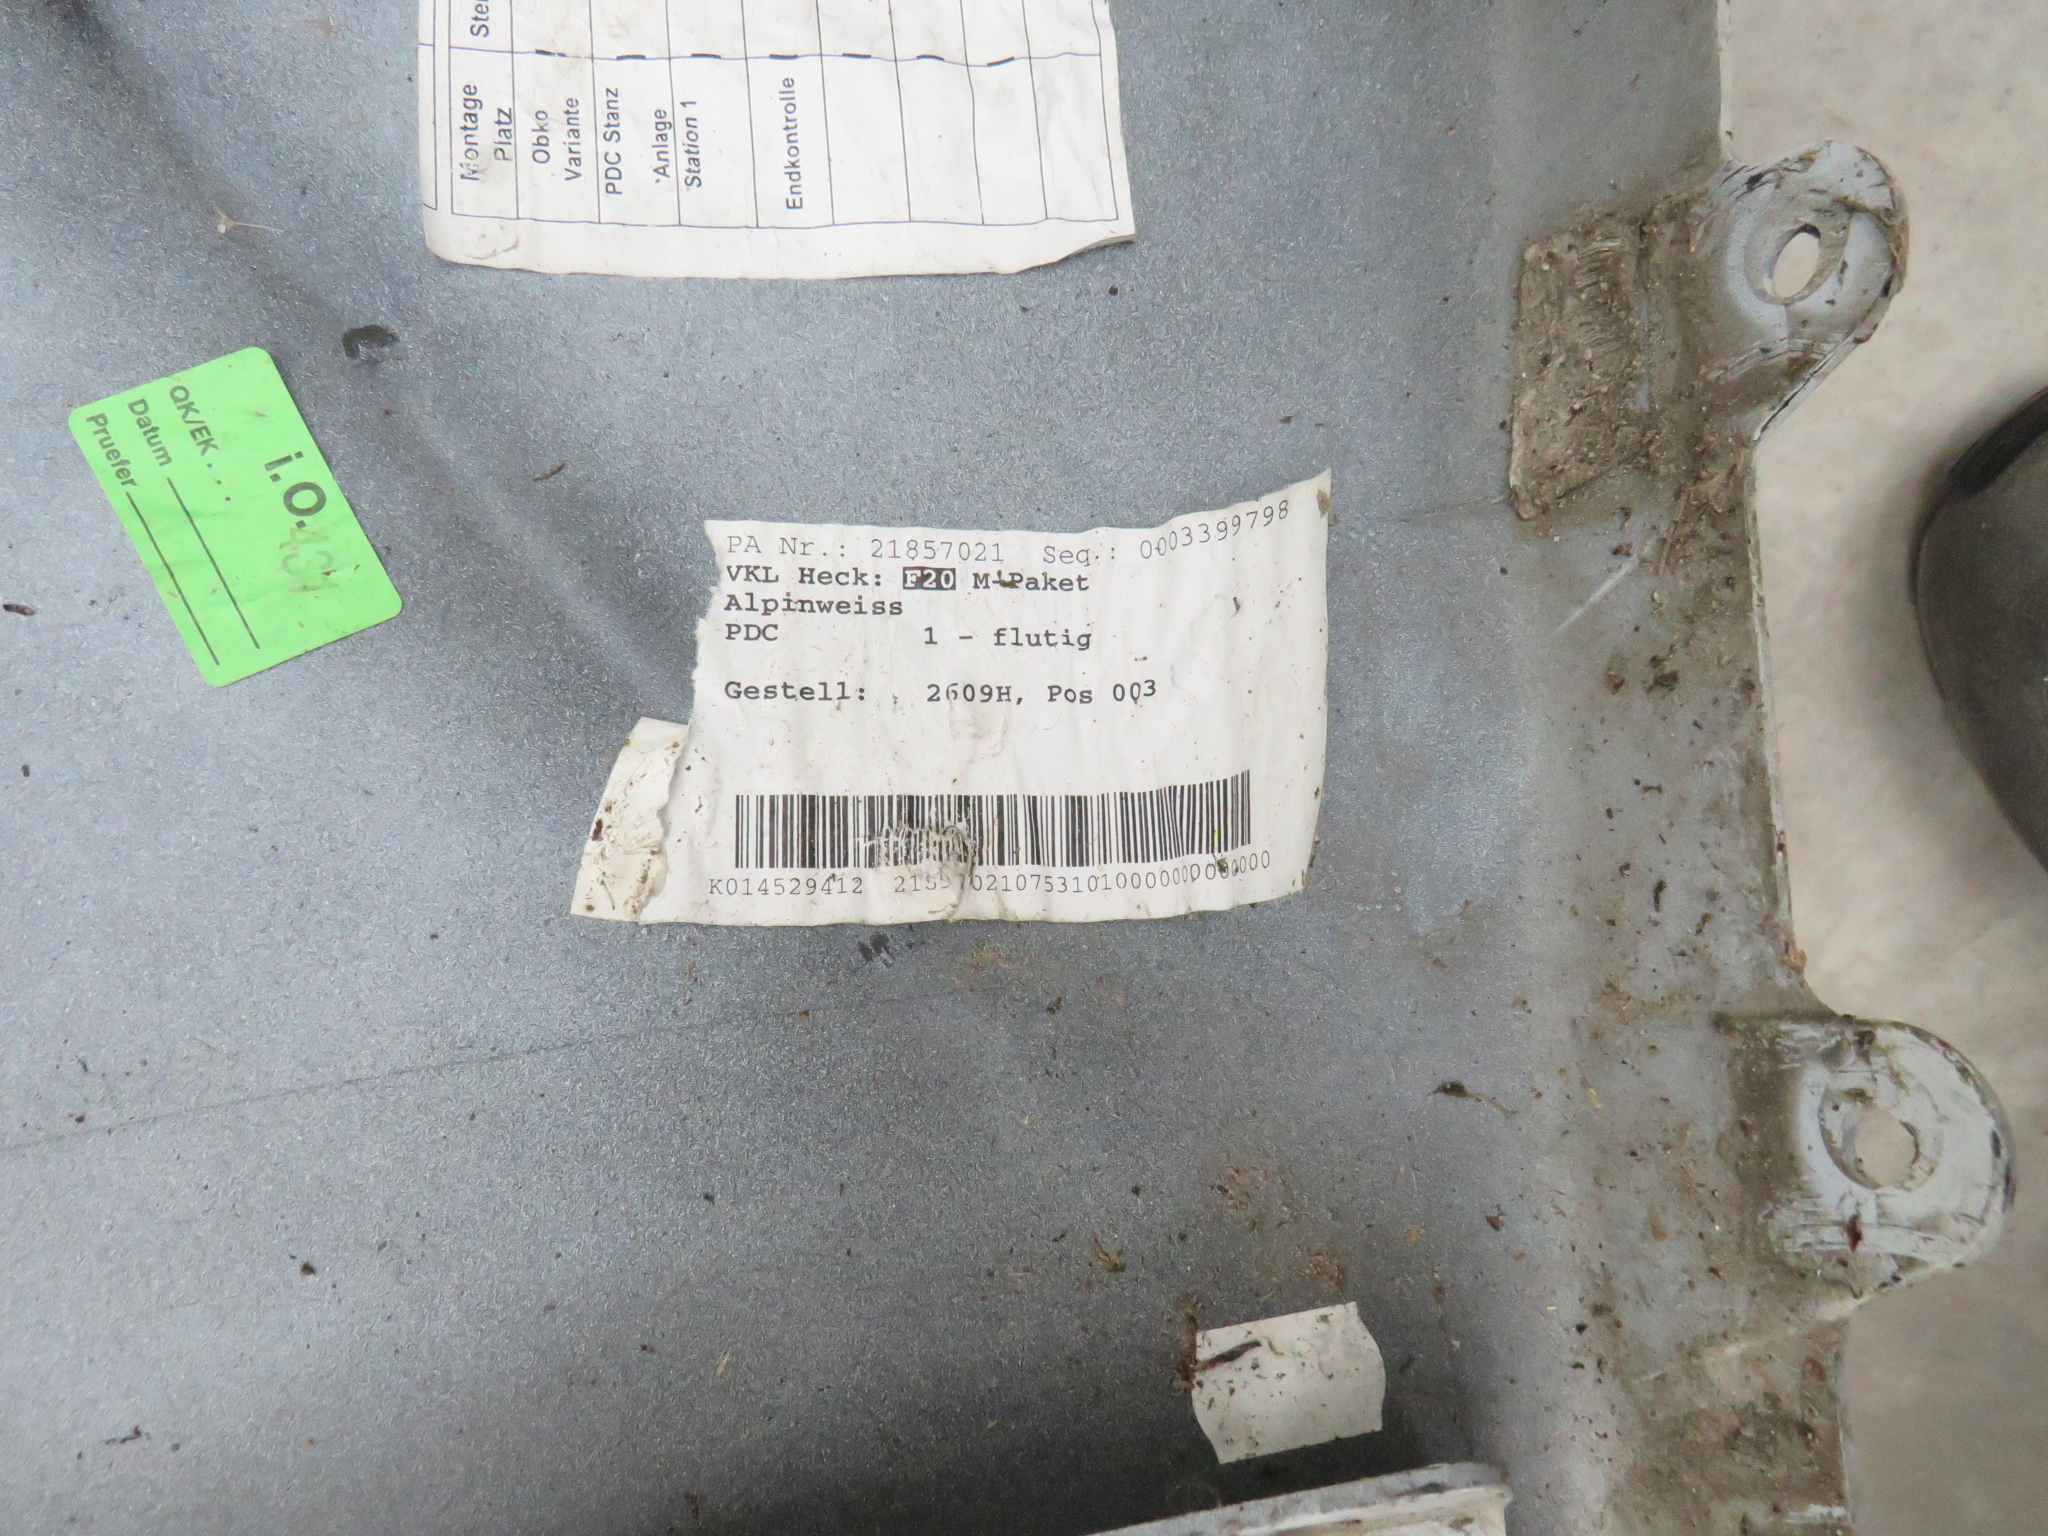 Montage
Platz
Obko
Variante
PDC Stanz
Anlage
Station 1
Endkontrolle
i.O.
QK/EK...
Datum
Pruefer
PA Nr.: 21857021 Seq.: 0003399798
VKL Heck: F20 M-Paket
Alpinweiss
PDC 1 - flutig
Gestell: 2609H, Pos 003
K014529412